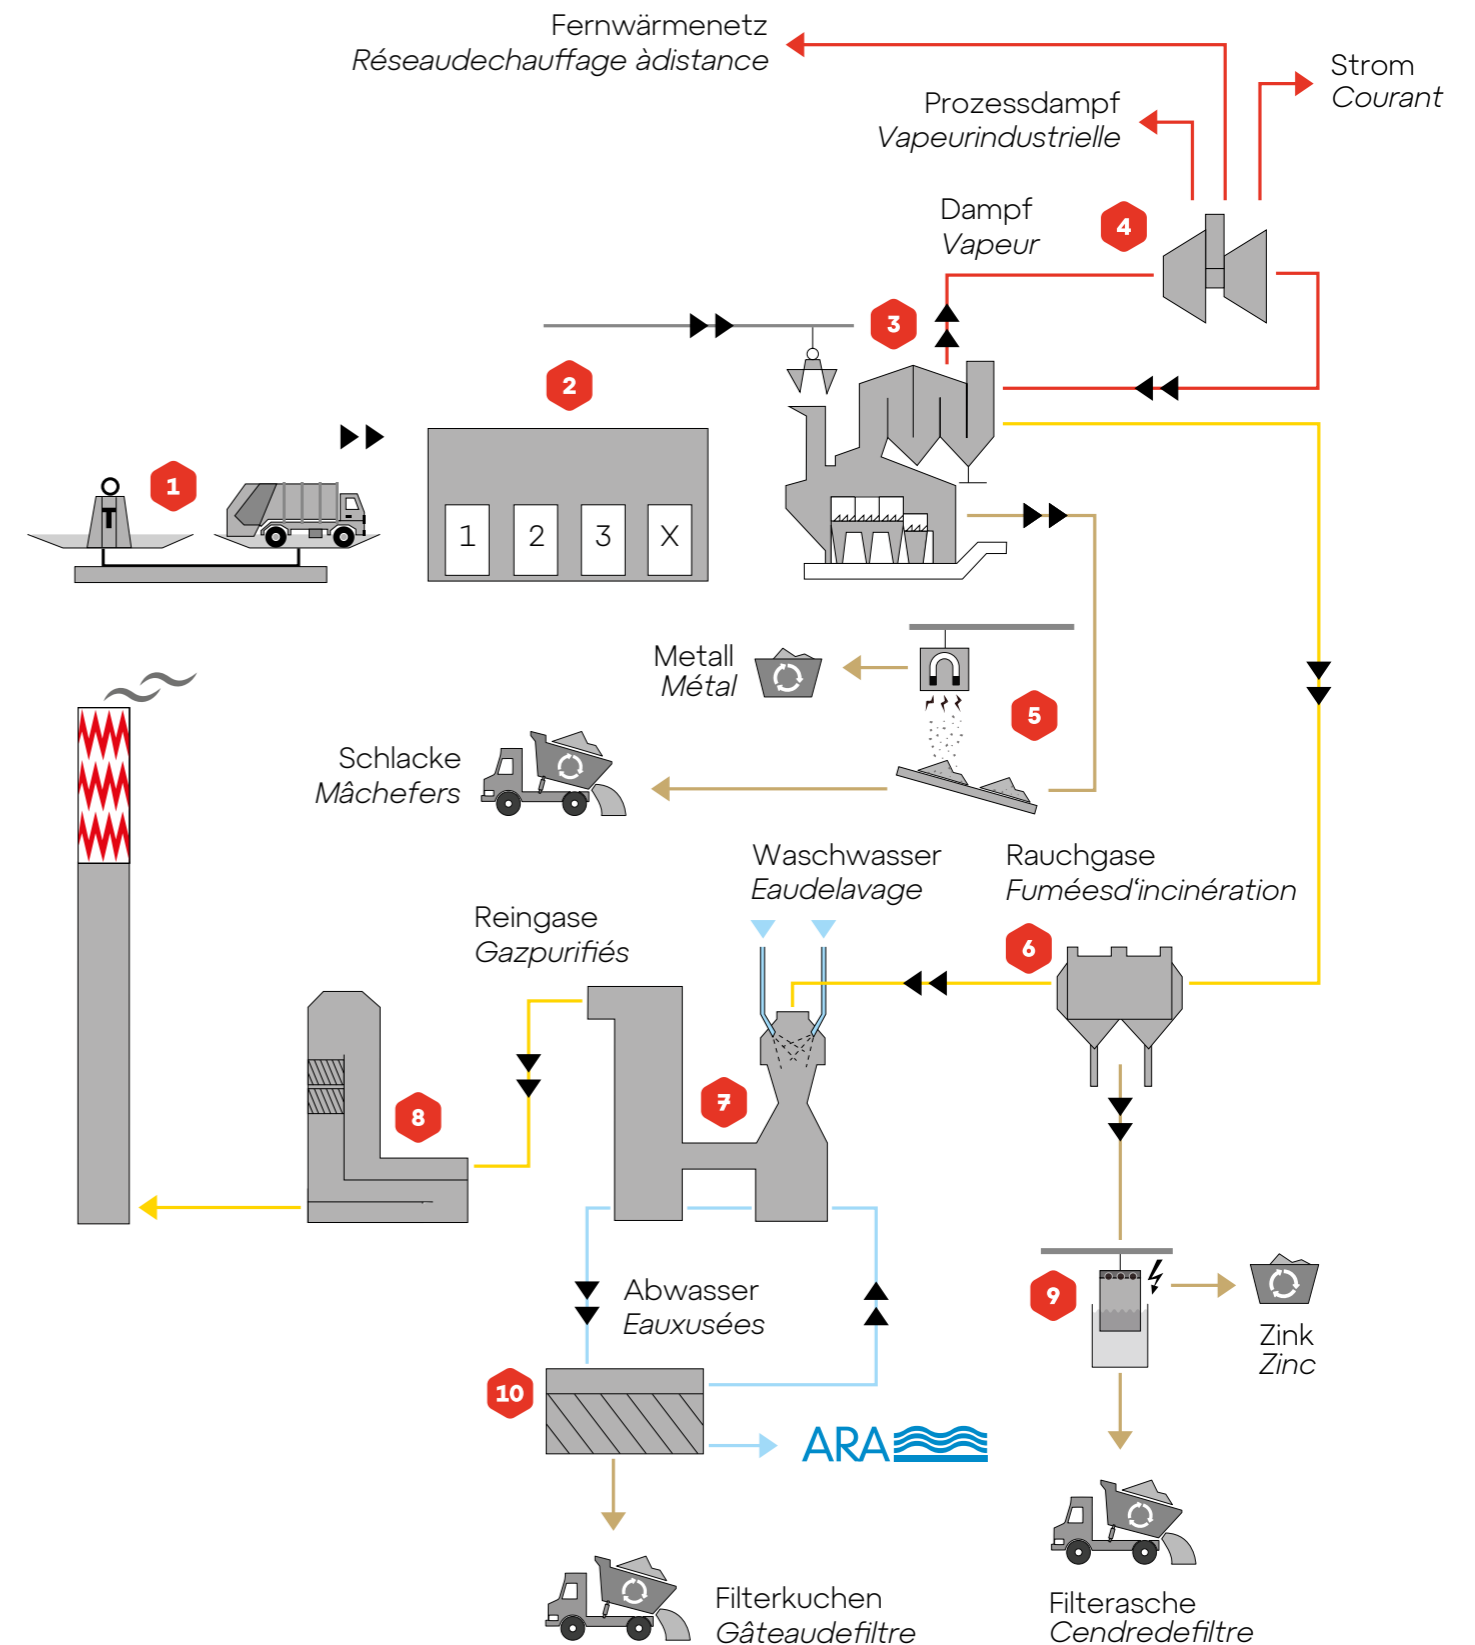 Fernwärmenetz
Réseaudechauffage àdistance
Strom
Courant
Prozessdampf
Vapeurindustrielle
Dampf
Vapeur
4
3
2
1
T
1 2 3 X
Metall
Métal
5
Schlacke
Mâchefers
Waschwasser
Eaudelavage
Rauchgase
Fuméesd‘incinération
Reingase
Gazpurifiés
6
7
8
Abwasser
Eauxusées
9
Zink
Zinc
10
ARA
Filterkuchen
Gâteaudefiltre
Filterasche
Cendredefiltre